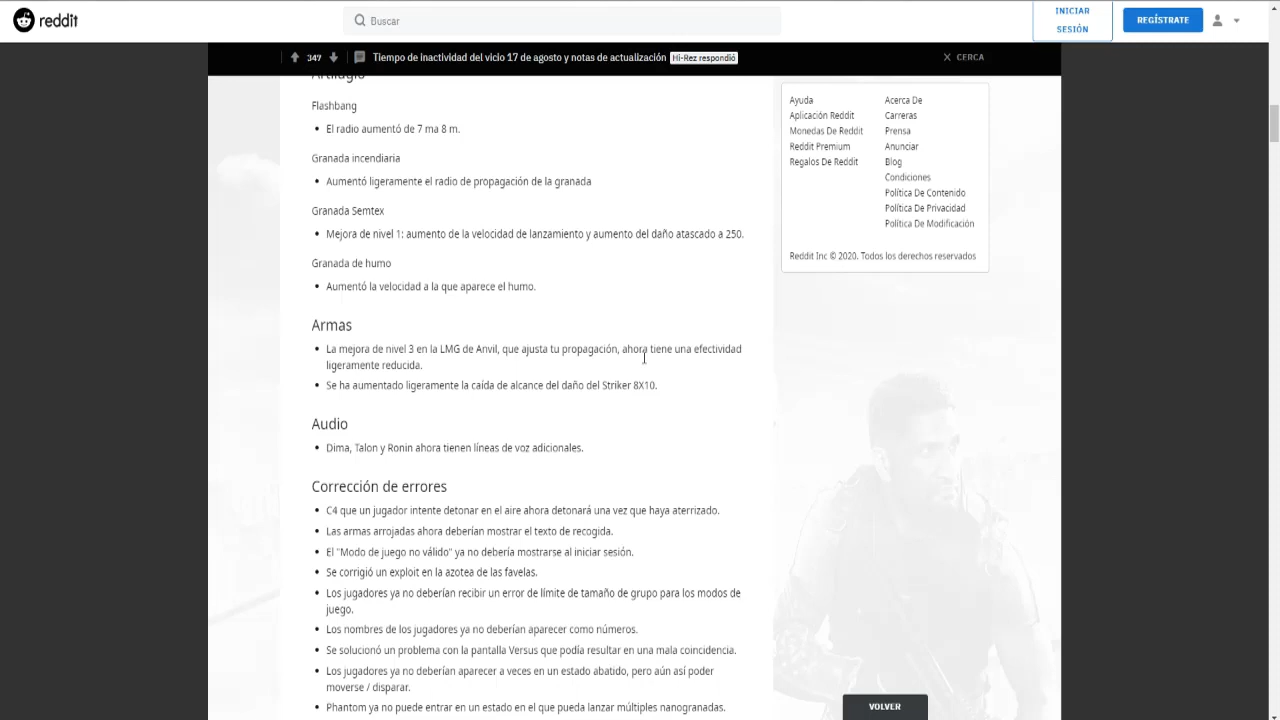 reddit
Buscar
INICIAR
SESIÓN
REGÍSTRATE
347
Tiempo de inactividad del vicio 17 de agosto y notas de actualización Hi-Rez respondió
CERCA
Artilugio
Flashbang
• El radio aumentó de 7 ma 8 m.
Granada incendiaria
• Aumentó ligeramente el radio de propagación de la granada
Granada Semtex
• Mejora de nivel 1: aumento de la velocidad de lanzamiento y aumento del daño atascado a 250.
Granada de humo
• Aumentó la velocidad a la que aparece el humo.
Armas
• La mejora de nivel 3 en la LMG de Anvil, que ajusta tu propagación, ahora tiene una efectividad
ligeramente reducida.
• Se ha aumentado ligeramente la caída de alcance del daño del Striker 8X10.
Audio
• Dima, Talon y Ronin ahora tienen líneas de voz adicionales.
Corrección de errores
• C4 que un jugador intente detonar en el aire ahora detonará una vez que haya aterrizado.
• Las armas arrojadas ahora deberían mostrar el texto de recogida.
• El "Modo de juego no válido" ya no debería mostrarse al iniciar sesión.
• Se corrigió un exploit en la azotea de las favelas.
• Los jugadores ya no deberían recibir un error de límite de tamaño de grupo para los modos de
juego.
• Los nombres de los jugadores ya no deberían aparecer como números.
• Se solucionó un problema con la pantalla Versus que podía resultar en una mala coincidencia.
• Los jugadores ya no deberían aparecer a veces en un estado abatido, pero aún así poder
moverse / disparar.
• Phantom ya no puede entrar en un estado en el que pueda lanzar múltiples nanogranadas.
Ayuda
Aplicación Reddit
Monedas De Reddit
Reddit Premium
Regalos De Reddit
Acerca De
Carreras
Prensa
Anunciar
Blog
Condiciones
Política De Contenido
Política De Privacidad
Política De Modificación
Reddit Inc © 2020. Todos los derechos reservados
VOLVER